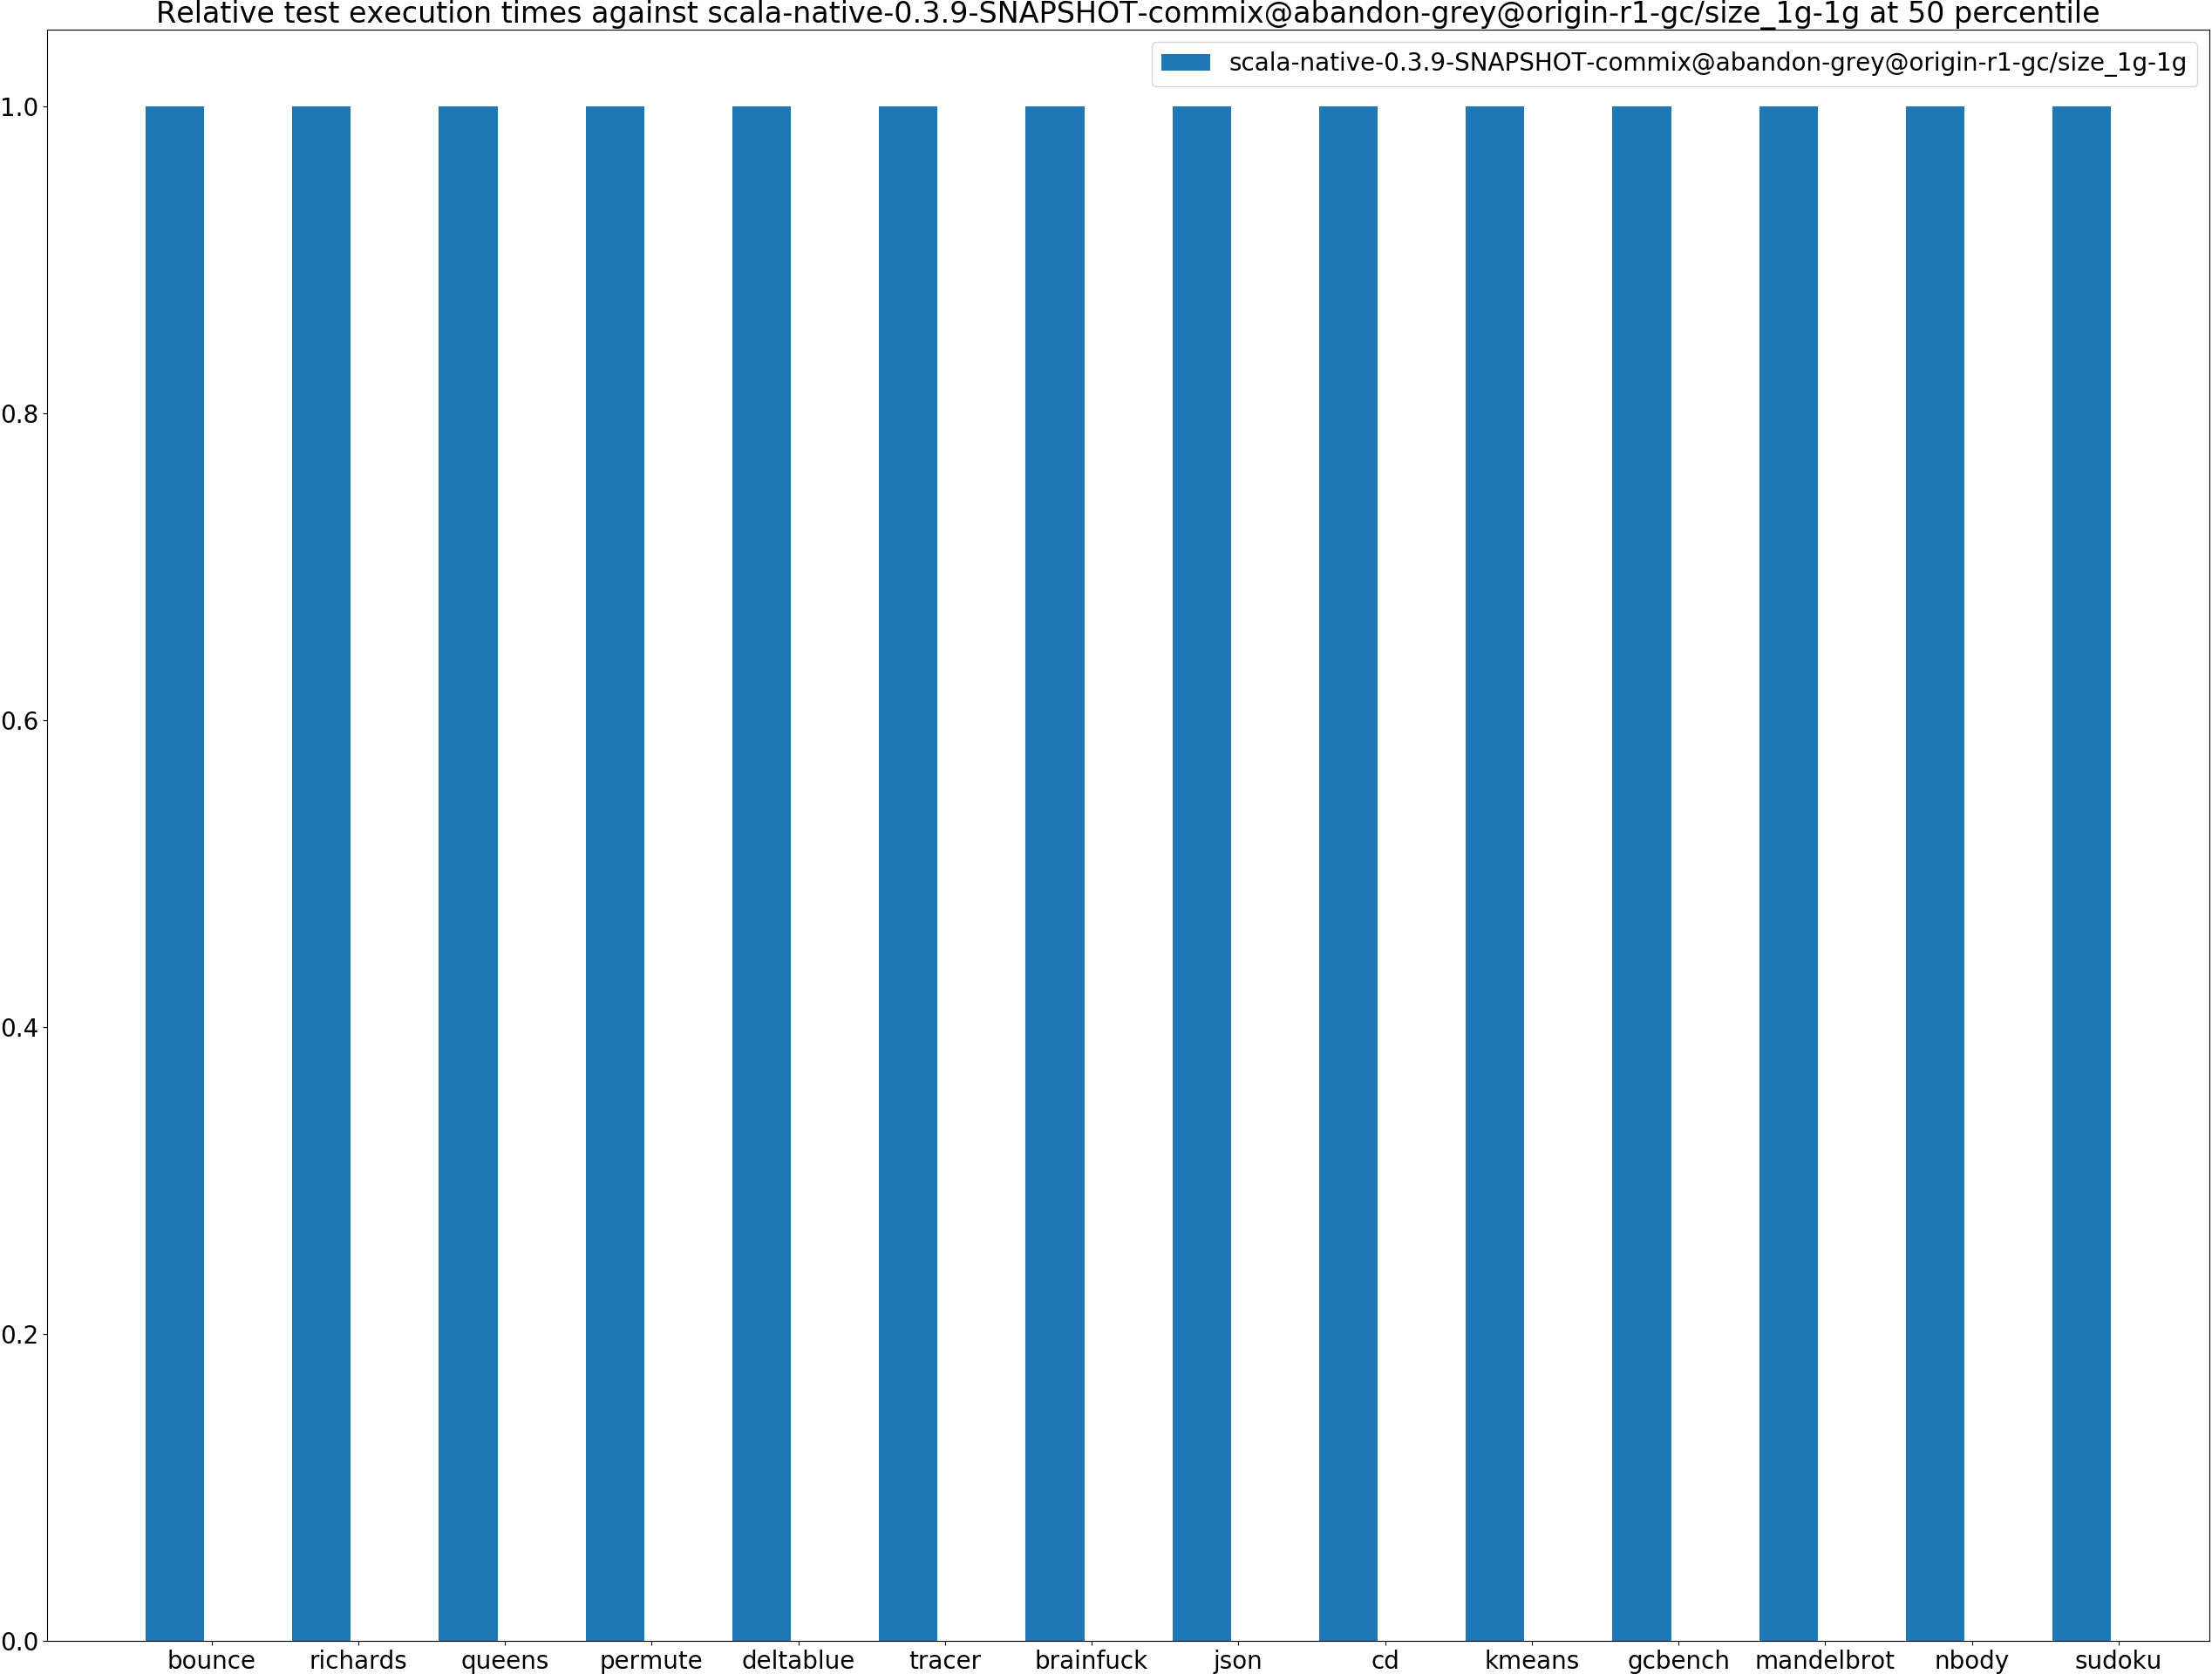 Relative test execution times against scala-native-0.3.9-SNAPSHOT-commix@abandon-grey@origin-r1-gc/size_1g-1g at 50 percentile
scala-native-0.3.9-SNAPSHOT-commix@abandon-grey@origin-r1-gc/size_1g-1g
1.0
0.8
0.6
0.4
0.2
0.0
bounce richards queens permute deltablue tracer brainfuck json cd kmeans gcbench mandelbrot nbody sudoku